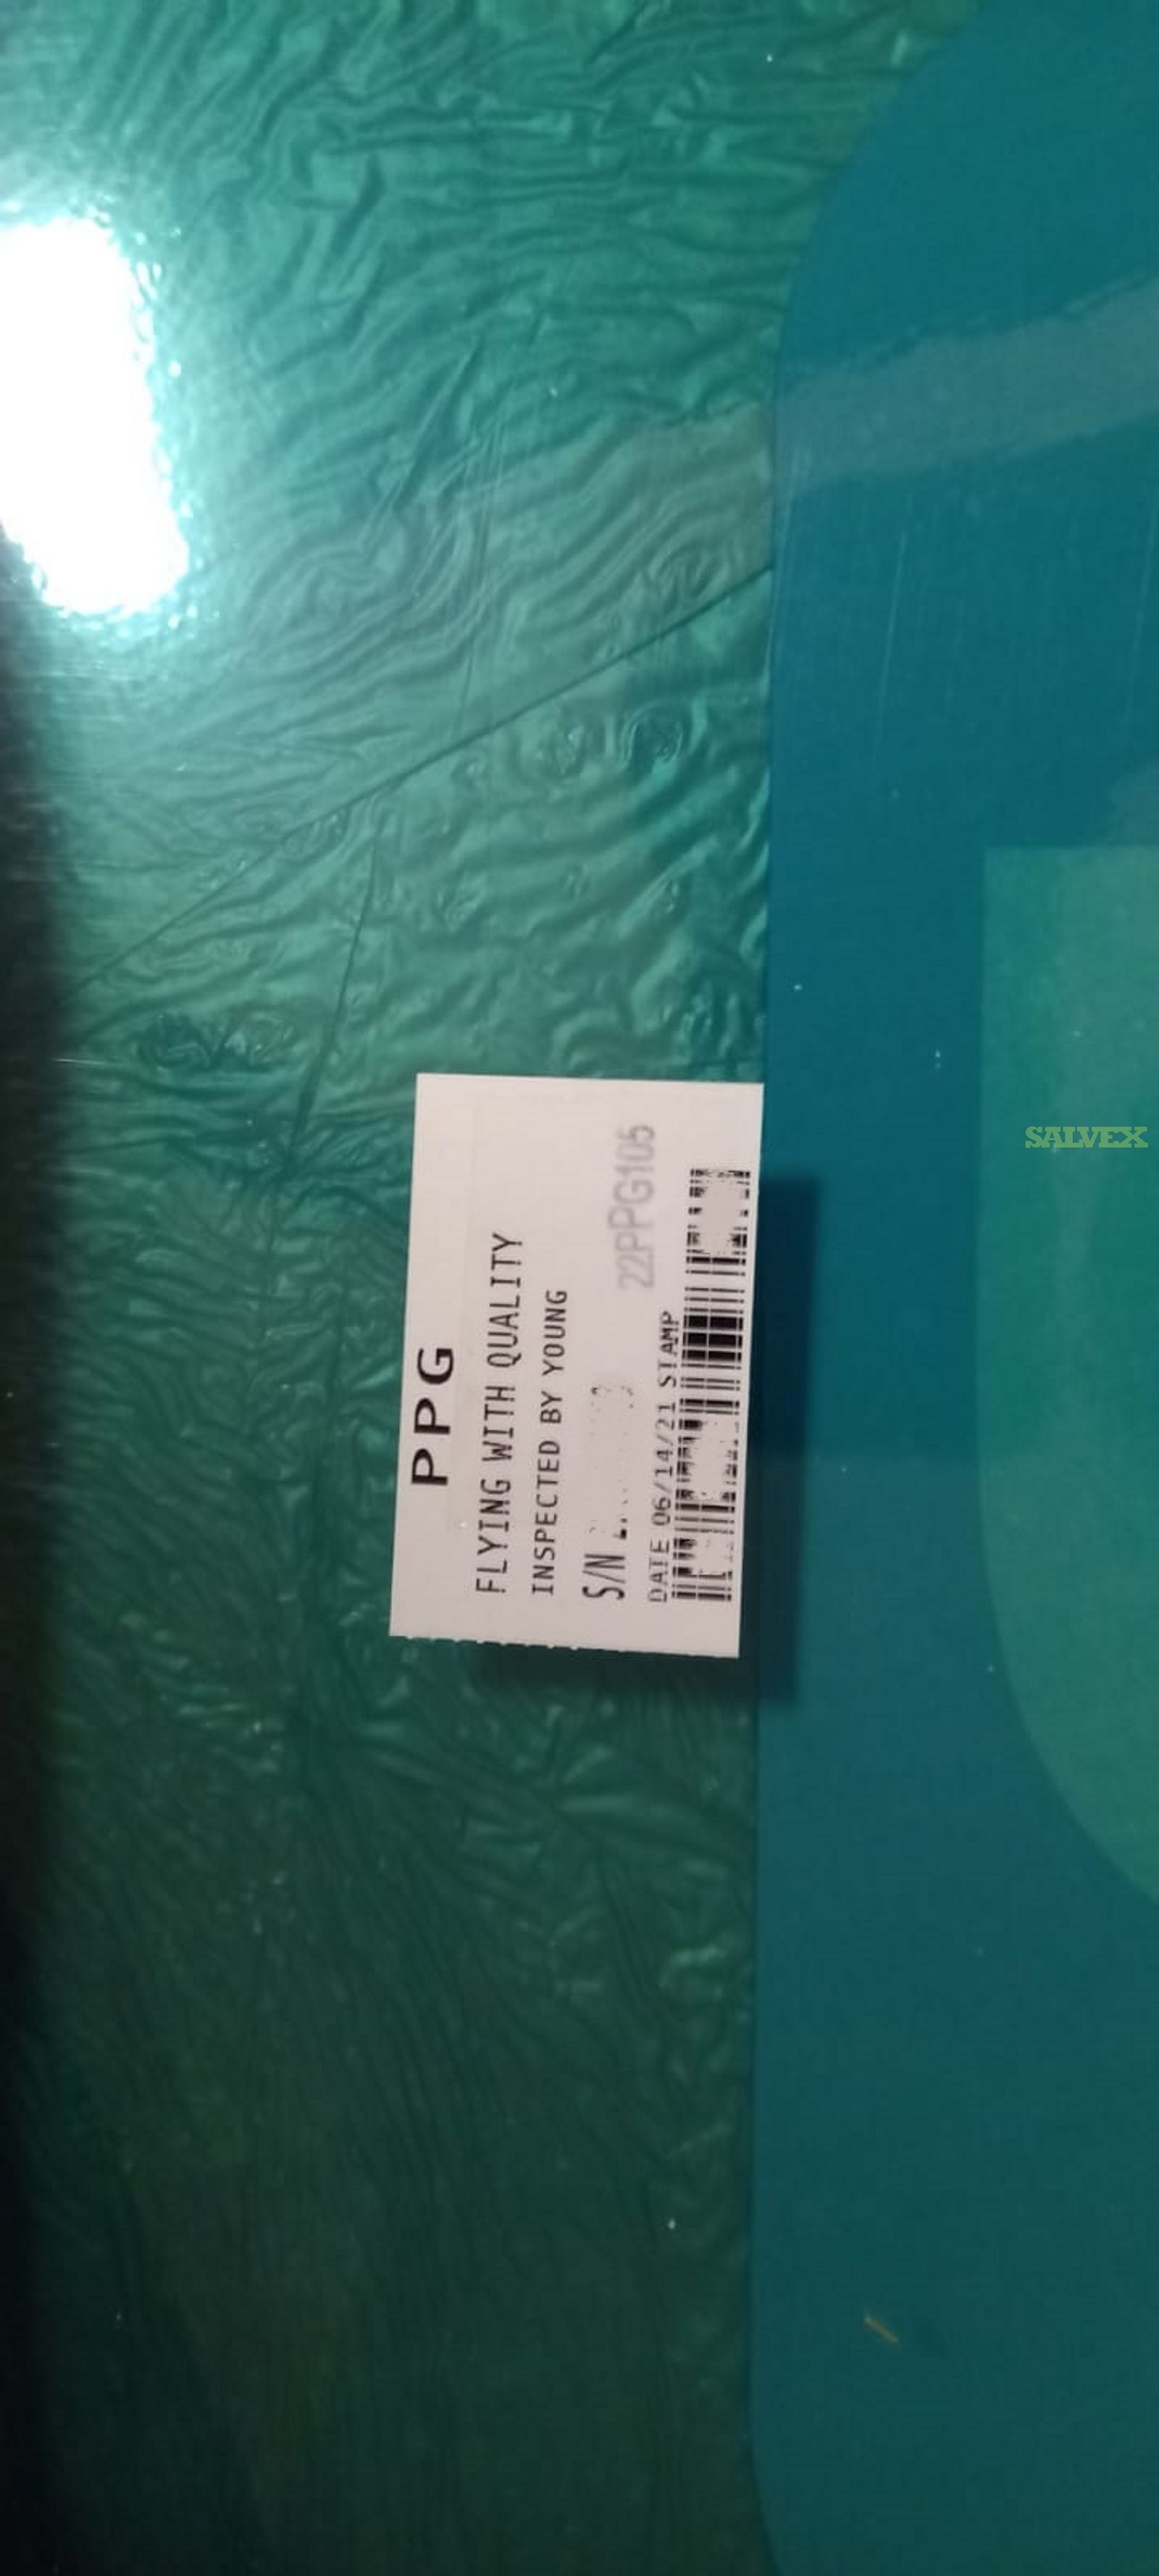 PPG
FLYING WITH QUALITY
INSPECTED BY YOUNG
S/N
22PPG105
DATE 06/14/21 STAMP
SALVEX